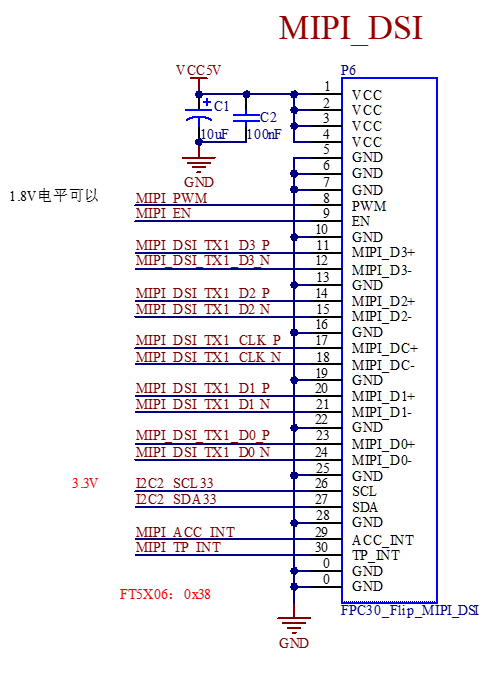 MIPI_DSI
VCC5V
P6
C1
10uF
C2
100nF
GND
1 VCC
2 VCC
3 VCC
4 VCC
5 GND
6 GND
7 GND
1.8V电平可以
MIPI_PWM 8 PWM
MIPI_EN 9 EN
10 GND
MIPI_DSI_TX1_D3_P 11 MIPI_D3+
MIPI_DSI_TX1_D3_N 12 MIPI_D3-
13 GND
MIPI_DSI_TX1_D2_P 14 MIPI_D2+
MIPI_DSI_TX1_D2_N 15 MIPI_D2-
16 GND
MIPI_DSI_TX1_CLK_P 17 MIPI_DC+
MIPI_DSI_TX1_CLK_N 18 MIPI_DC-
19 GND
MIPI_DSI_TX1_D1_P 20 MIPI_D1+
MIPI_DSI_TX1_D1_N 21 MIPI_D1-
22 GND
MIPI_DSI_TX1_D0_P 23 MIPI_D0+
MIPI_DSI_TX1_D0_N 24 MIPI_D0-
25 GND
3.3V
I2C2_SCL33 26 SCL
I2C2_SDA33 27 SDA
28 GND
MIPI_ACC_INT 29 ACC_INT
MIPI_TP_INT 30 TP_INT
0 GND
0 GND
FT5X06：0x38
FPC30_Flip_MIPI_DSI
GND